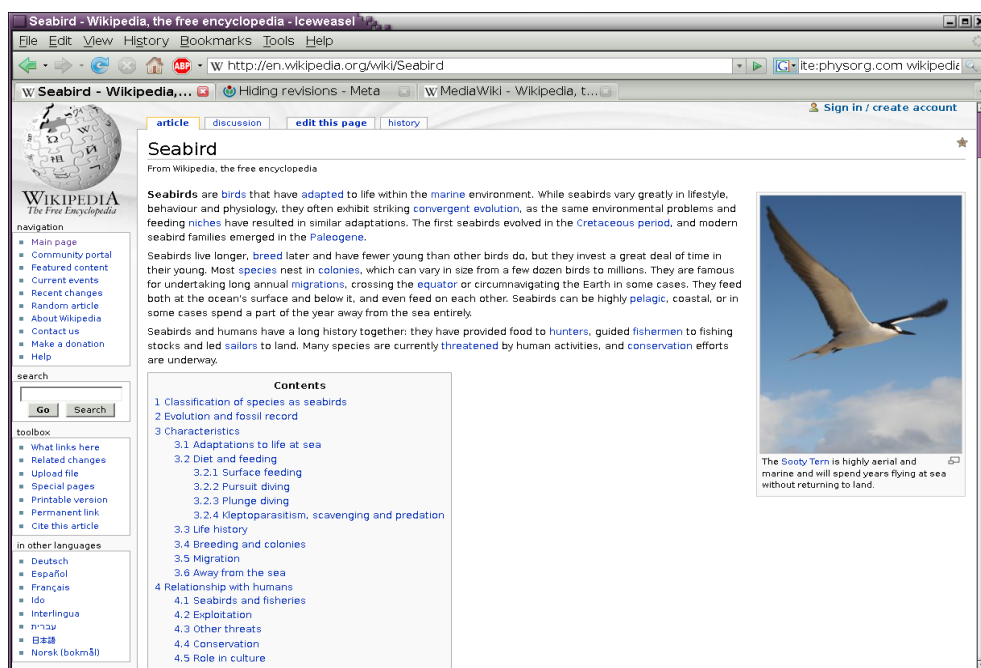 Seabird - Wikipedia, the free encyclopedia - Iceweasel
File Edit View History Bookmarks Tools Help
ABP W http://en.wikipedia.org/wiki/Seabird G ite:physorg.com wikipedi
W Seabird - Wikipedia,... Hiding revisions - Meta W MediaWiki - Wikipedia, t...
Sign in / create account
article discussion edit this page history
Seabird
From Wikipedia, the free encyclopedia
WIKIPEDIA
The Free Encyclopedia
navigation
Main page
Community portal
Featured content
Current events
Recent changes
Random article
About Wikipedia
Contact us
Make a donation
Help
search
Go Search
toolbox
What links here
Related changes
Upload file
Special pages
Printable version
Permanent link
Cite this article
in other languages
Deutsch
Español
Français
Ido
Interlingua
עברית
日本語
Norsk (bokmål)
Seabirds are birds that have adapted to life within the marine environment. While seabirds vary greatly in lifestyle,
behaviour and physiology, they often exhibit striking convergent evolution, as the same environmental problems and
feeding niches have resulted in similar adaptations. The first seabirds evolved in the Cretaceous period, and modern
seabird families emerged in the Paleogene.
Seabirds live longer, breed later and have fewer young than other birds do, but they invest a great deal of time in
their young. Most species nest in colonies, which can vary in size from a few dozen birds to millions. They are famous
for undertaking long annual migrations, crossing the equator or circumnavigating the Earth in some cases. They feed
both at the ocean's surface and below it, and even feed on each other. Seabirds can be highly pelagic, coastal, or in
some cases spend a part of the year away from the sea entirely.
Seabirds and humans have a long history together: they have provided food to hunters, guided fishermen to fishing
stocks and led sailors to land. Many species are currently threatened by human activities, and conservation efforts
are underway.
Contents
1 Classification of species as seabirds
2 Evolution and fossil record
3 Characteristics
3.1 Adaptations to life at sea
3.2 Diet and feeding
3.2.1 Surface feeding
3.2.2 Pursuit diving
3.2.3 Plunge diving
3.2.4 Kleptoparasitism, scavenging and predation
3.3 Life history
3.4 Breeding and colonies
3.5 Migration
3.6 Away from the sea
4 Relationship with humans
4.1 Seabirds and fisheries
4.2 Exploitation
4.3 Other threats
4.4 Conservation
4.5 Role in culture
The Sooty Tern is highly aerial and
marine and will spend years flying at sea
without returning to land.